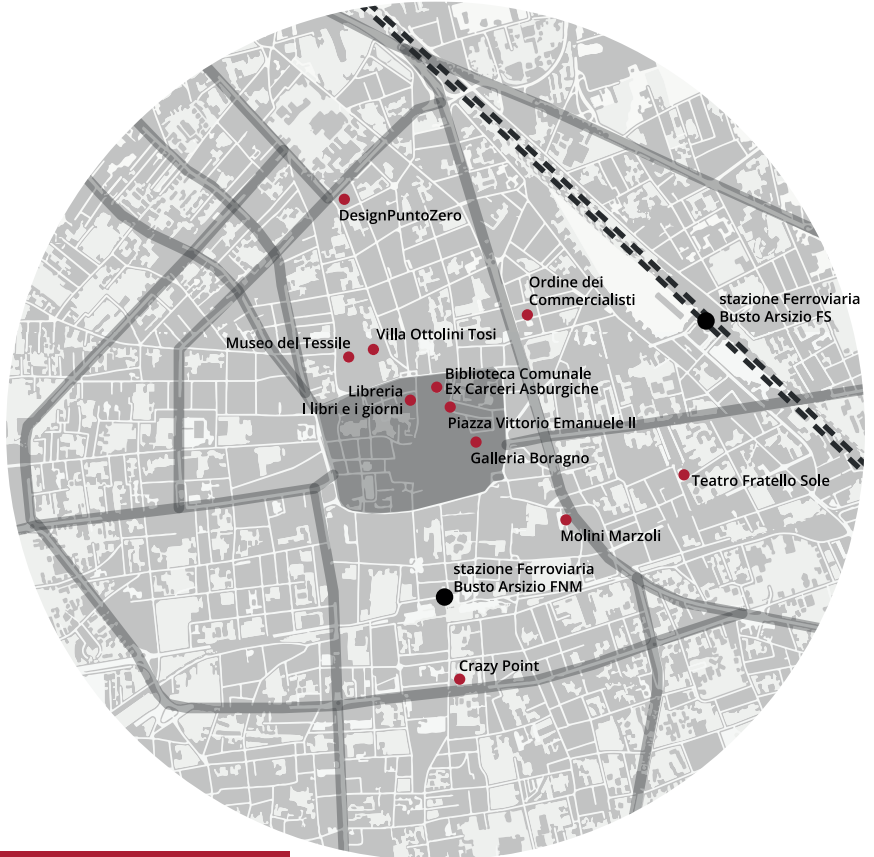 DesignPuntoZero
Ordine dei
Commercialisti
stazione Ferroviaria
Busto Arsizio FS
Villa Ottolini Tosi
Museo del Tessile
Biblioteca Comunale
Ex Carceri Asburgiche
Libreria
I libri e i giorni
Piazza Vittorio Emanuele II
Galleria Boragno
Teatro Fratello Sole
Molini Marzoli
stazione Ferroviaria
Busto Arsizio FNM
Crazy Point